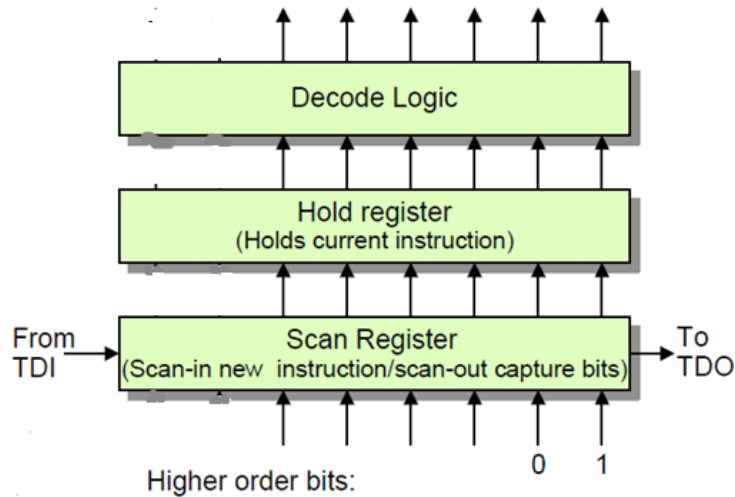 Decode Logic
Hold register
(Holds current instruction)
From
TDI
Scan Register
(Scan-in new instruction/scan-out capture bits)
To
TDO
0 1
Higher order bits: